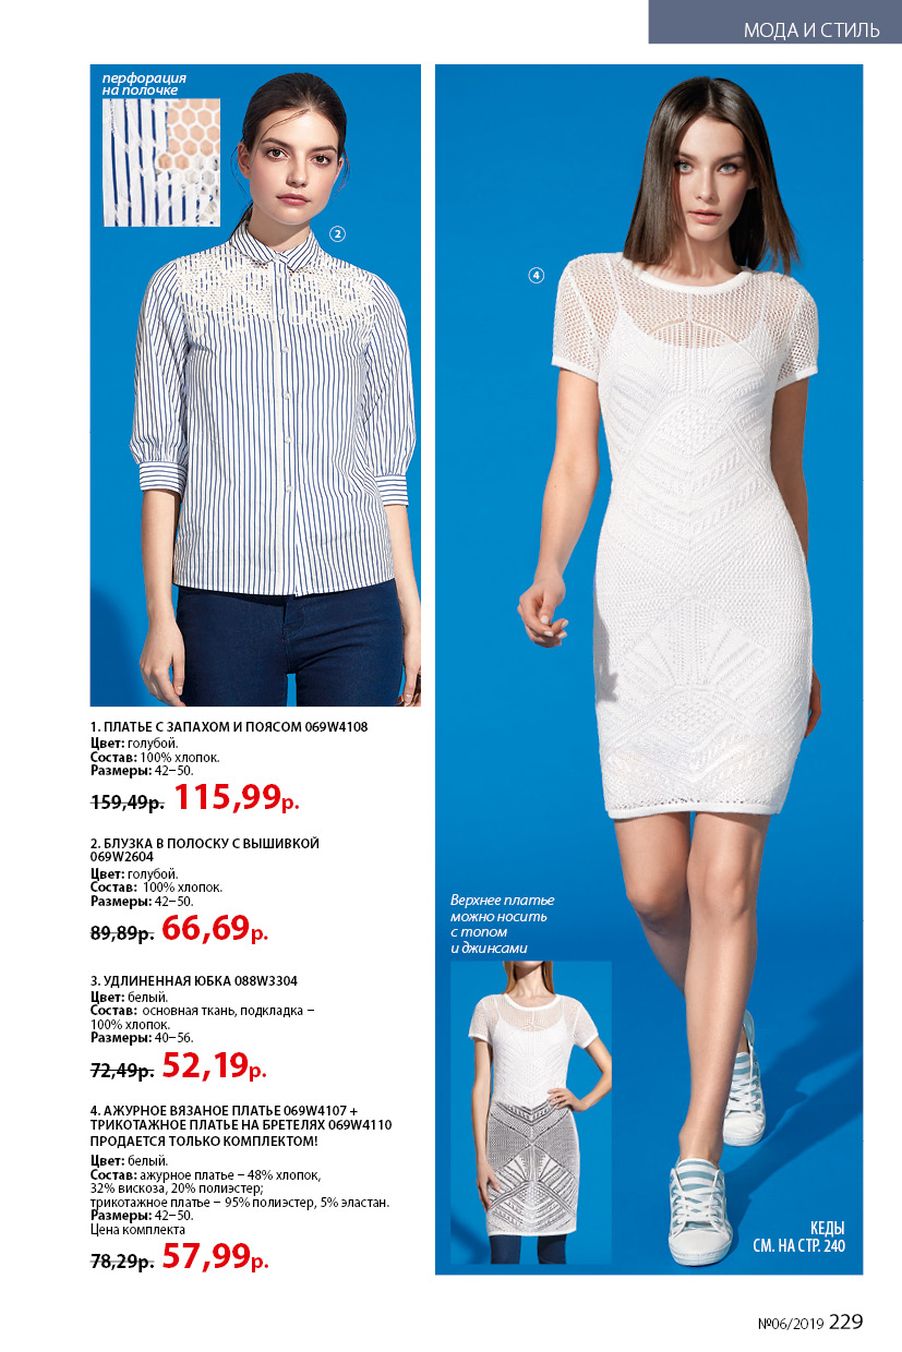 МОДА И СТИЛЬ
перфорация
на полочке
2
4
1. ПЛАТЬЕ С ЗАПАХОМ И ПОЯСОМ 069W4108
Цвет: голубой.
Состав: 100% хлопок.
Размеры: 42–50.
159,49р. 115,99р.
2. БЛУЗКА В ПОЛОСКУ С ВЫШИВКОЙ
069W2604
Цвет: голубой.
Состав: 100% хлопок.
Размеры: 42–50.
89,89р. 66,69р.
3. УДЛИНЕННАЯ ЮБКА 088W3304
Цвет: белый.
Состав: основная ткань, подкладка –
100% хлопок.
Размеры: 40–56.
72,49р. 52,19р.
4. АЖУРНОЕ ВЯЗАНОЕ ПЛАТЬЕ 069W4107 +
ТРИКОТАЖНОЕ ПЛАТЬЕ НА БРЕТЕЛЯХ 069W4110
ПРОДАЕТСЯ ТОЛЬКО КОМПЛЕКТОМ!
Цвет: белый.
Состав: ажурное платье – 48% хлопок,
32% вискоза, 20% полиэстер;
трикотажное платье – 95% полиэстер, 5% эластан.
Размеры: 42–50.
Цена комплекта
78,29р. 57,99р.
Верхнее платье
можно носить
с топом
и джинсами
КЕДЫ
СМ. НА СТР. 240
№06/2019 229